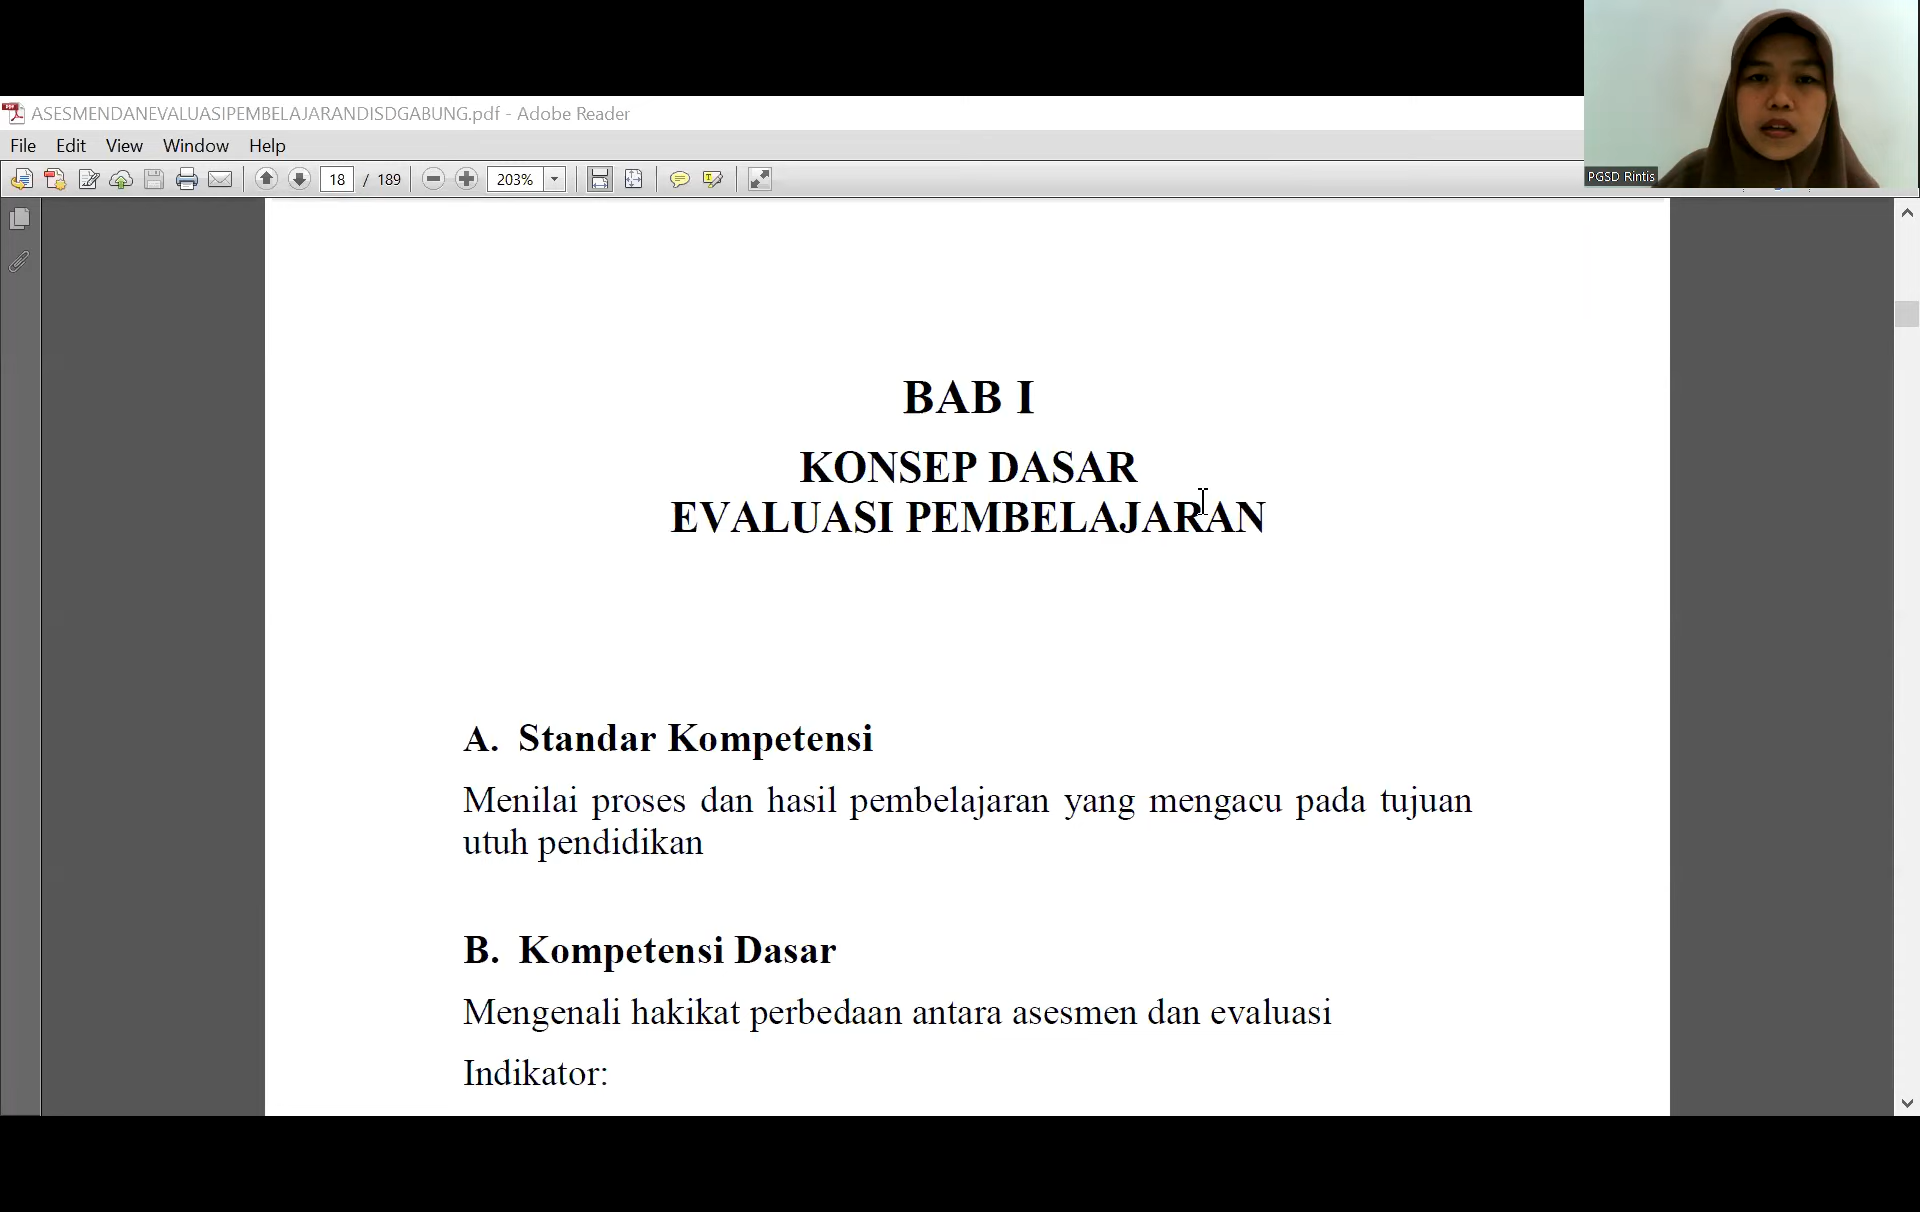 ASESMENDANEVALUASIPEMBELAJARANDISDGABUNG.pdf - Adobe Reader
File Edit View Window Help
18 / 189 203%
PGSD Rintis
BAB I
KONSEP DASAR
EVALUASI PEMBELAJARAN
A. Standar Kompetensi
Menilai proses dan hasil pembelajaran yang mengacu pada tujuan
utuh pendidikan
B. Kompetensi Dasar
Mengenali hakikat perbedaan antara asesmen dan evaluasi
Indikator: